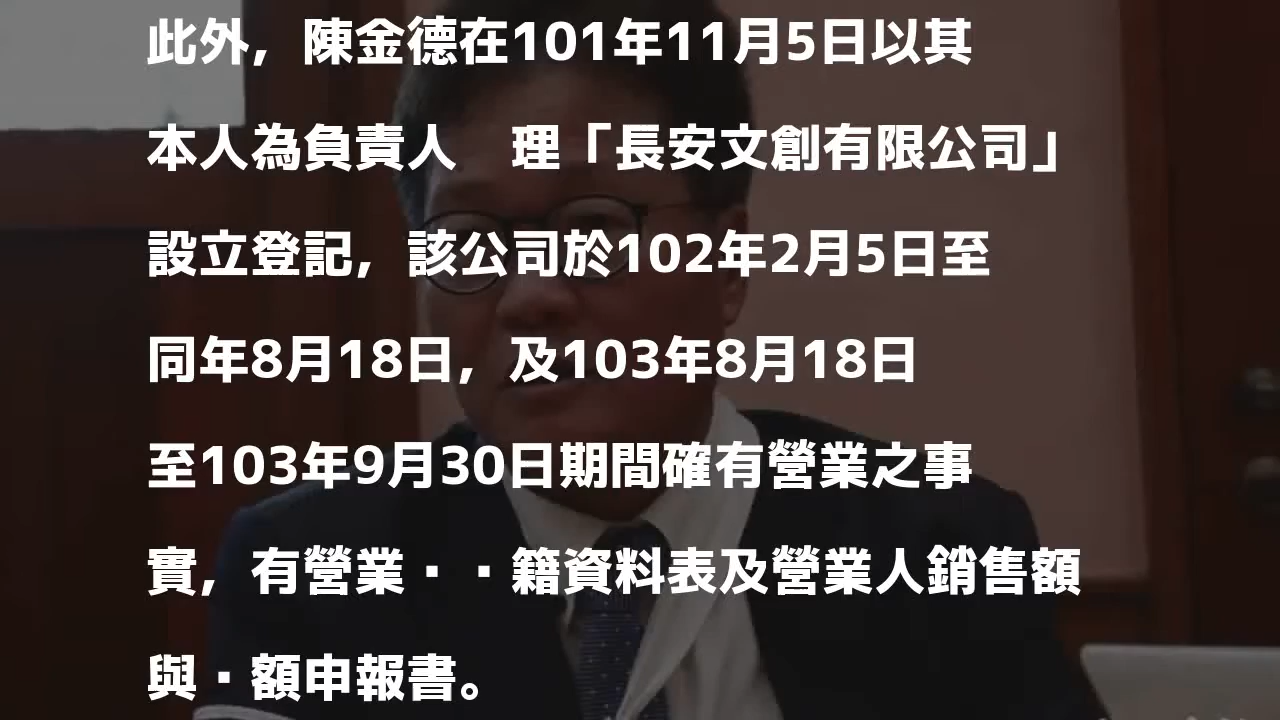 此外，陳金德在101年11月5日以其
本人為負責人　理「長安文創有限公司」
設立登記，該公司於102年2月5日至
同年8月18日，及103年8月18日
至103年9月30日期間確有營業之事
實，有營業··籍資料表及營業人銷售額
與·額申報書。